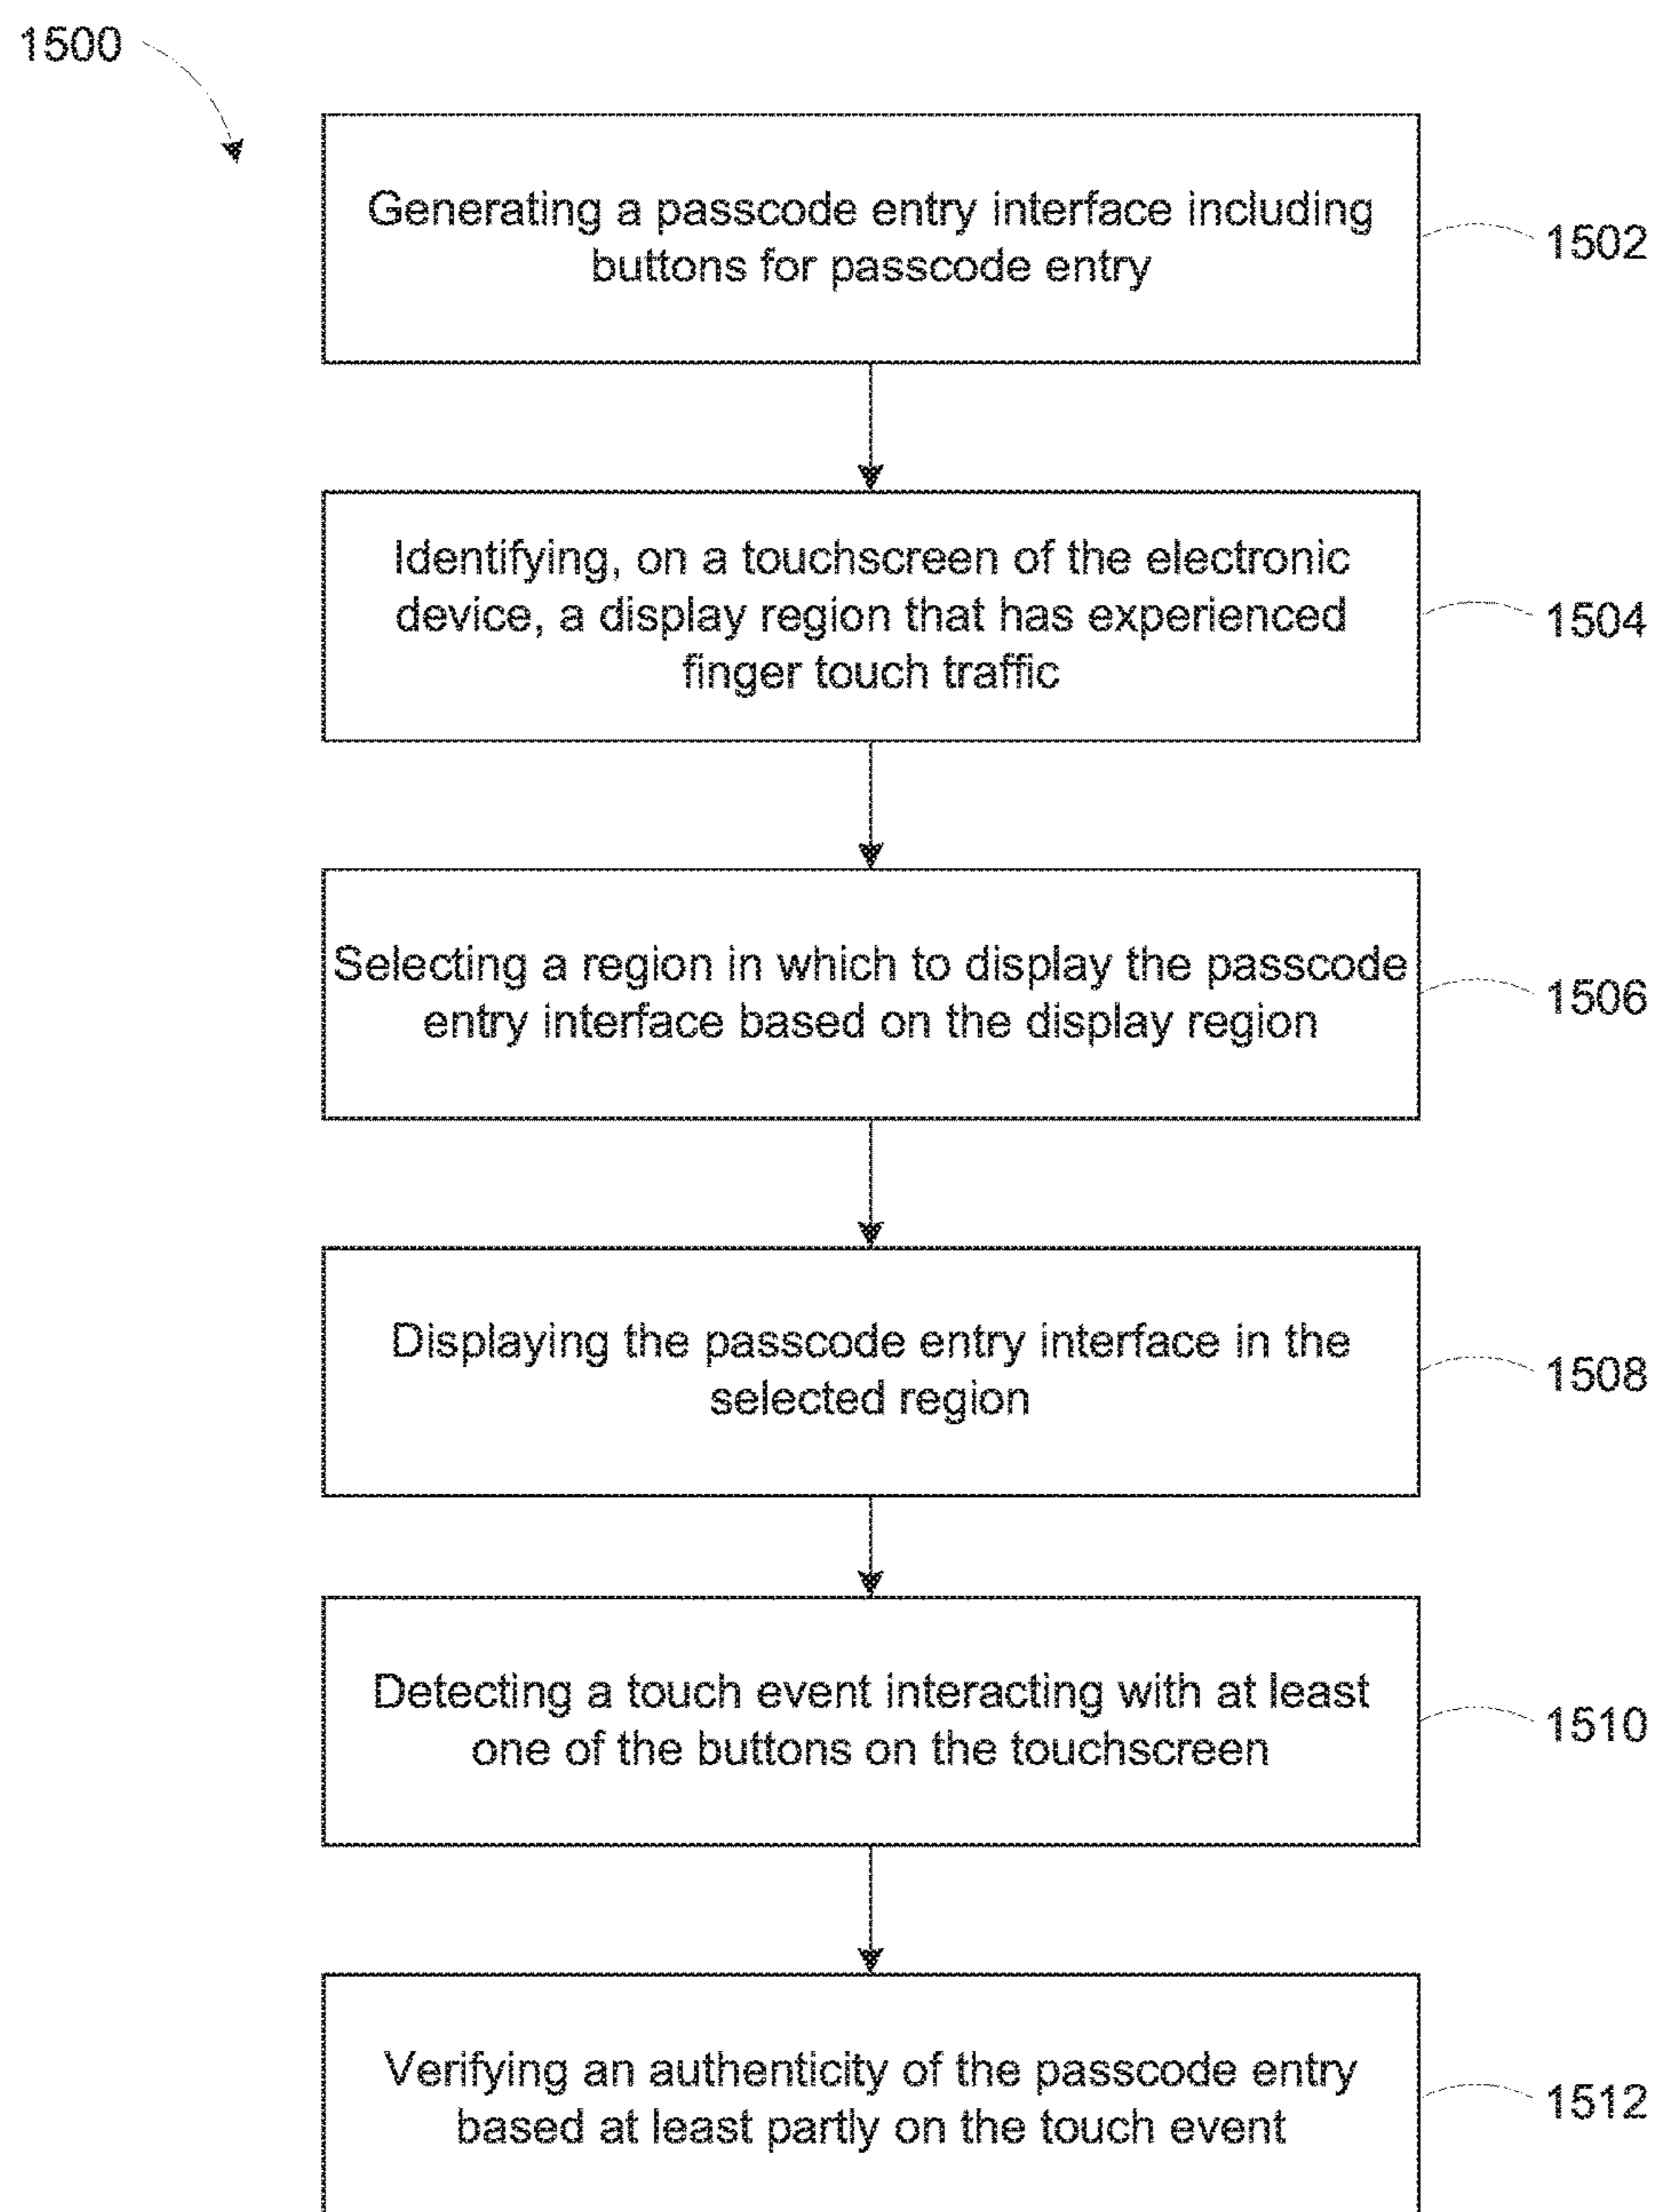 1500
Generating a passcode entry interface including
buttons for passcode entry
1502
Identifying, on a touchscreen of the electronic
device, a display region that has experienced
finger touch traffic
1504
Selecting a region in which to display the passcode
entry interface based on the display region
1506
Displaying the passcode entry interface in the
selected region
1508
Detecting a touch event interacting with at least
one of the buttons on the touchscreen
1510
Verifying an authenticity of the passcode entry
based at least partly on the touch event
1512